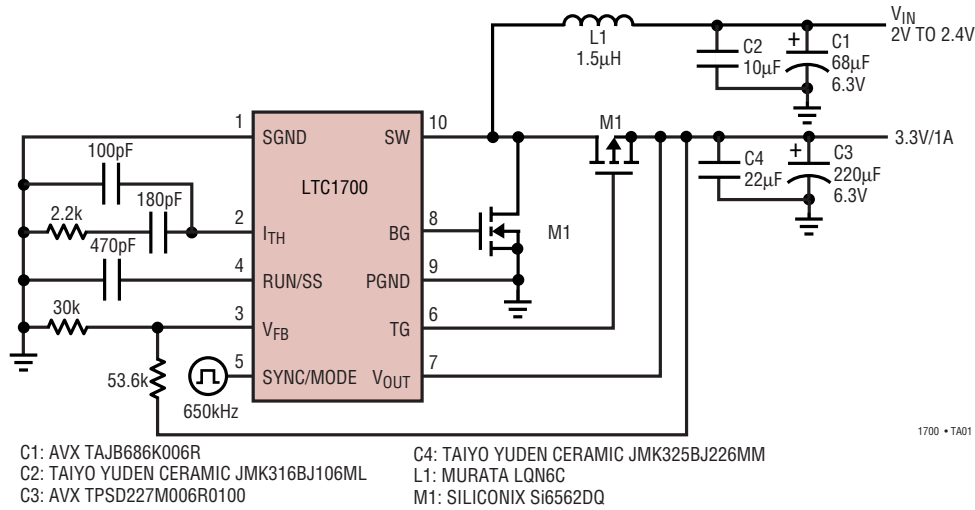 L1
1.5µH
VIN
2V TO 2.4V
C2
10µF
+
C1
68µF
6.3V
M1
3.3V/1A
C4
22µF
+
C3
220µF
6.3V
LTC1700
1
SGND
SW
10
100pF
180pF
2.2k
2
ITH
BG
8
M1
470pF
4
RUN/SS
PGND
9
30k
3
VFB
TG
6
53.6k
5
SYNC/MODE
VOUT
7
650kHz
1700 • TA01
C1: AVX TAJB686K006R
C2: TAIYO YUDEN CERAMIC JMK316BJ106ML
C3: AVX TPSD227M006R0100
C4: TAIYO YUDEN CERAMIC JMK325BJ226MM
L1: MURATA LQN6C
M1: SILICONIX Si6562DQ